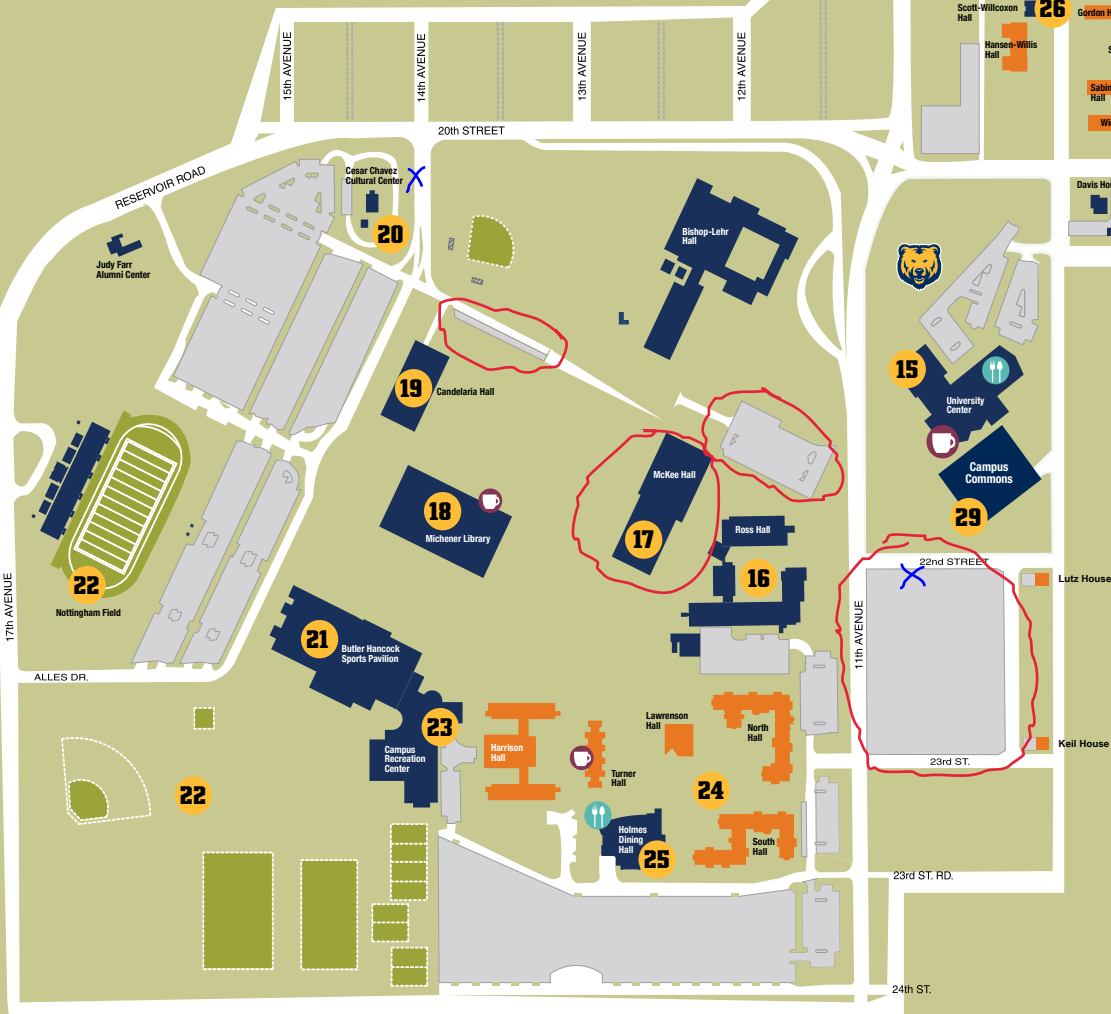 Scott-Willcoxon
Hall
26
Gordon H
Hansen-Willis
Hall
S
Sabin
Hall
Wi
15th AVENUE
14th AVENUE
13th AVENUE
12th AVENUE
20th STREET
RESERVOIR ROAD
Cesar Chavez
Cultural Center
20
Judy Farr
Alumni Center
Bishop-Lehr
Hall
Davis Ho
15
University
Center
19
Candelaria Hall
Campus
Commons
29
McKee Hall
17
18
Michener Library
Ross Hall
16
22
Nottingham Field
17th AVENUE
22nd STREET
Lutz House
11th AVENUE
21
Butler Hancock
Sports Pavilion
ALLES DR.
23
Campus
Recreation
Center
Harrison
Hall
Lawrenson
Hall
North
Hall
Keil House
23rd ST.
Turner
Hall
22
24
Holmes
Dining
Hall
25
South
Hall
23rd ST. RD.
24th ST.